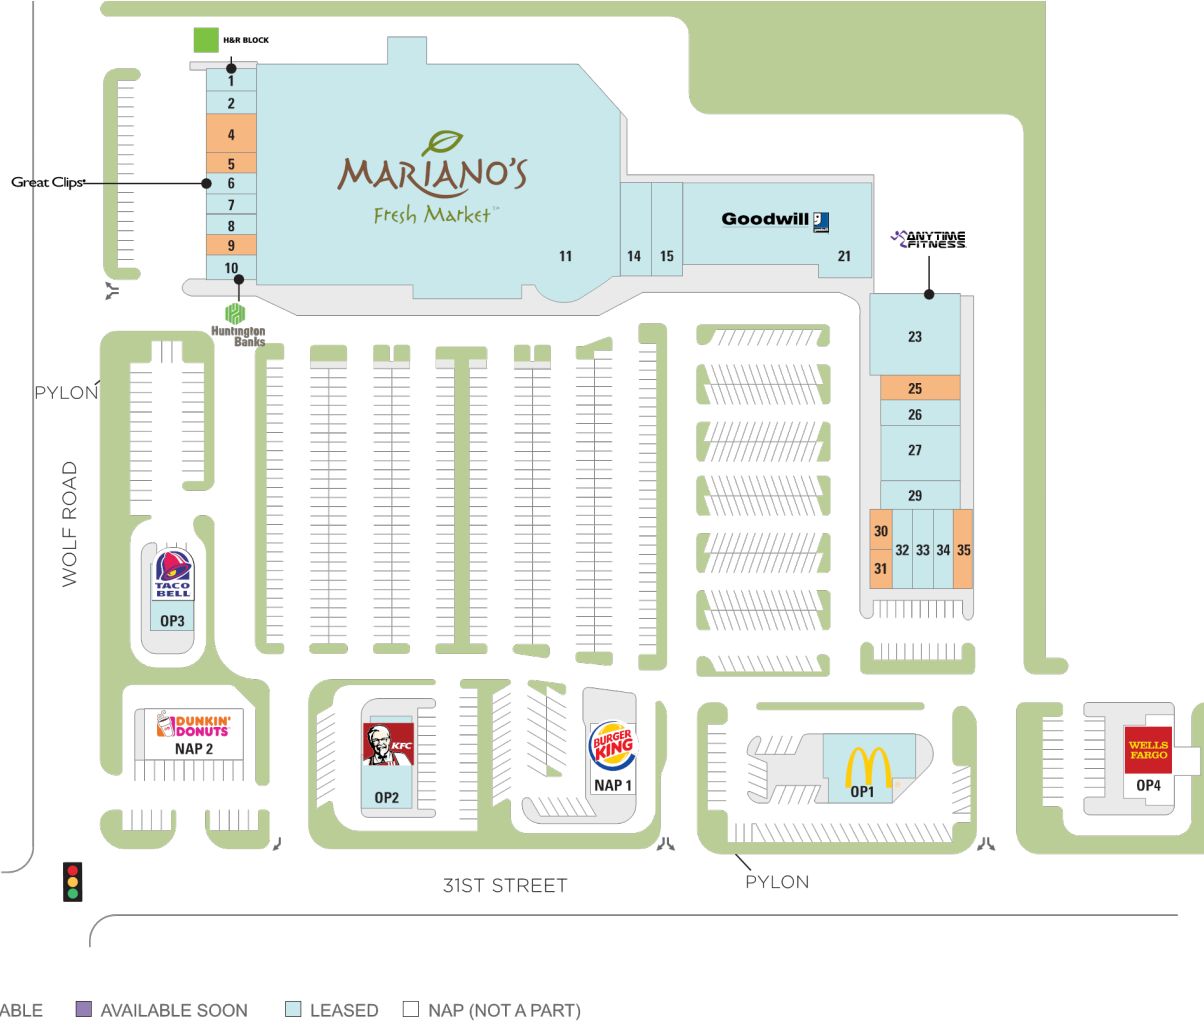 H&R BLOCK
1
2
4
5
6
7
8
9
10
Great Clips
MARIANO'S
Fresh Market™
11
14
15
Goodwill
21
ANYTIME
FITNESS
23
25
26
27
29
30
31
32
33
34
35
Huntington
Banks
PYLON
WOLF ROAD
TACO
BELL
OP3
DUNKIN'
DONUTS
NAP 2
KFC
OP2
BURGER
KING
NAP 1
OP1
WELLS
FARGO
OP4
31ST STREET
PYLON
ABLE
AVAILABLE SOON
LEASED
NAP (NOT A PART)